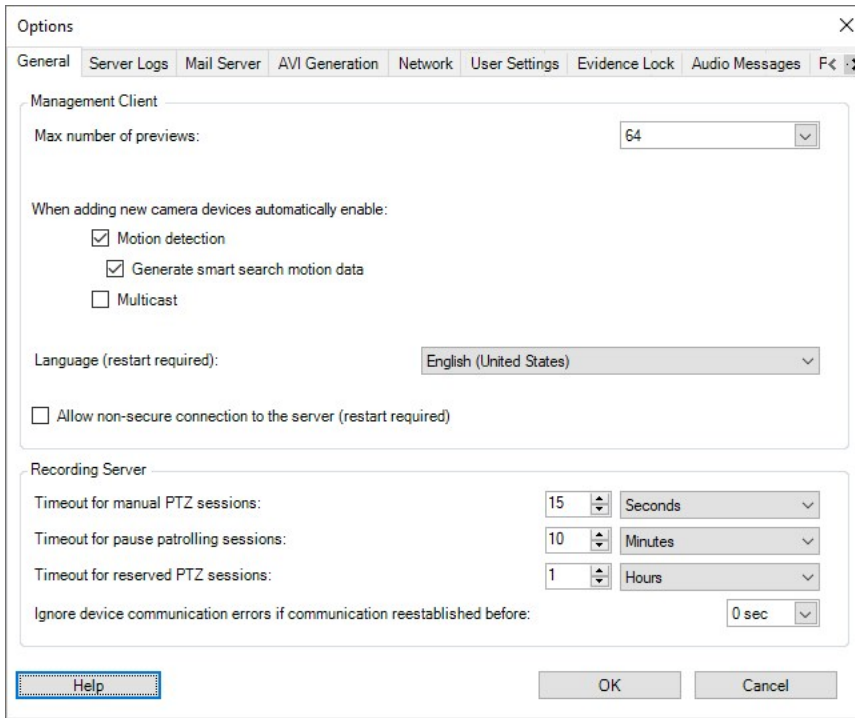 Options
General Server Logs Mail Server AVI Generation Network User Settings Evidence Lock Audio Messages
Management Client
Max number of previews: 64
When adding new camera devices automatically enable:
Motion detection
Generate smart search motion data
Multicast
Language (restart required): English (United States)
Allow non-secure connection to the server (restart required)
Recording Server
Timeout for manual PTZ sessions: 15 Seconds
Timeout for pause patrolling sessions: 10 Minutes
Timeout for reserved PTZ sessions: 1 Hours
Ignore device communication errors if communication reestablished before: 0 sec
Help OK Cancel